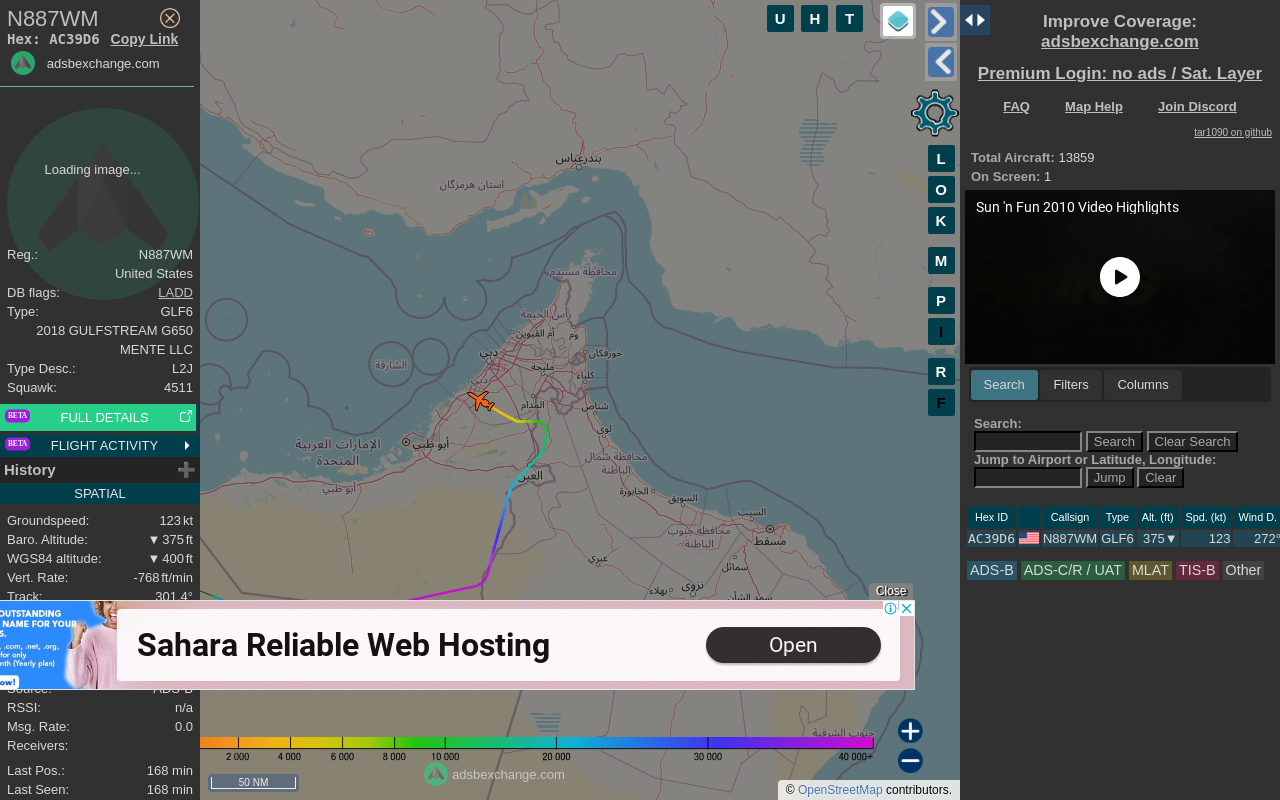 N887WM
Hex: AC39D6 Copy Link
adsbexchange.com
Loading image...
Reg.: N887WM
United States
DB flags: LADD
Type: GLF6
2018 GULFSTREAM G650
MENTE LLC
Type Desc.: L2J
Squawk: 4511
BETA FULL DETAILS
BETA FLIGHT ACTIVITY
History
SPATIAL
Groundspeed: 123 kt
Baro. Altitude: ▼ 375 ft
WGS84 altitude: ▼ 400 ft
Vert. Rate: -768 ft/min
Track: 301.4°
Source: ADS-B
RSSI: n/a
Msg. Rate: 0.0
Receivers:
Last Pos.: 168 min
Last Seen: 168 min
U H T
L
O
K
M
P
I
R
F
بندرعباس
استان هرمزگان
محافظة مسندم
رأس الخيمة
أم القيوين
دبي
دبي
الشارقة
خورفكان
مليحة
كلباء
المدام
شناص
لوى
أبو ظبي
الإمارات العربية
المتحدة
أبو ظبي
العين
محافظة شمال
الباطنة
الخابورة
السويق
السيب
مسقط
محافظة جنوب
الباطنة
عبري
سمائل
نزوى
بهلاء
سمد الشأن
جنوب الشرقية
Close
OUTSTANDING
NAME FOR YOUR
S.
.com, .net, .org,
for only
nth (Yearly plan)
ow!
Sahara Reliable Web Hosting
Open
2 000 4 000 6 000 8 000 10 000 20 000 30 000 40 000+
adsbexchange.com
50 NM
© OpenStreetMap contributors.
Improve Coverage:
adsbexchange.com
Premium Login: no ads / Sat. Layer
FAQ Map Help Join Discord
tar1090 on github
Total Aircraft: 13859
On Screen: 1
Sun 'n Fun 2010 Video Highlights
Search Filters Columns
Search:
Search Clear Search
Jump to Airport or Latitude, Longitude:
Jump Clear
Hex ID Callsign Type Alt. (ft) Spd. (kt) Wind D.
AC39D6 N887WM GLF6 375▼ 123 272°
ADS-B ADS-C/R / UAT MLAT TIS-B Other